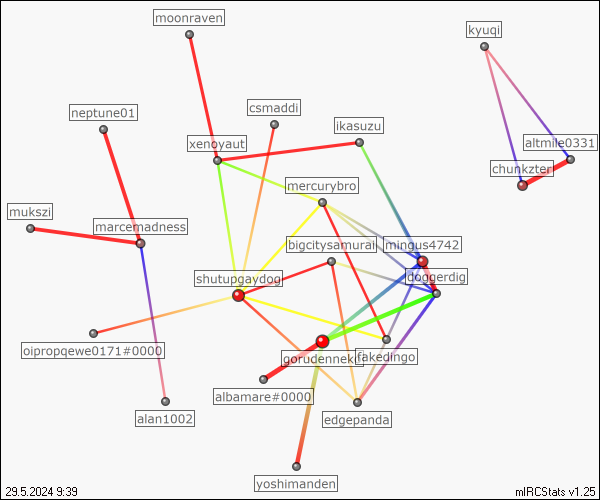 moonraven
kyuqi
csmaddi
neptune01
ikasuzu
xenoyaut
altmile0331
chunkzter
mercurybro
mukszi
marcemadness
bigcitysamurai
mingus4742
shutupgaydog
doggerdig
oipropqewe0171#0000
fakedingo
albamare#0000
alan1002
edgepanda
yoshimanden
29.5.2024 9:39
mIRCStats v1.25